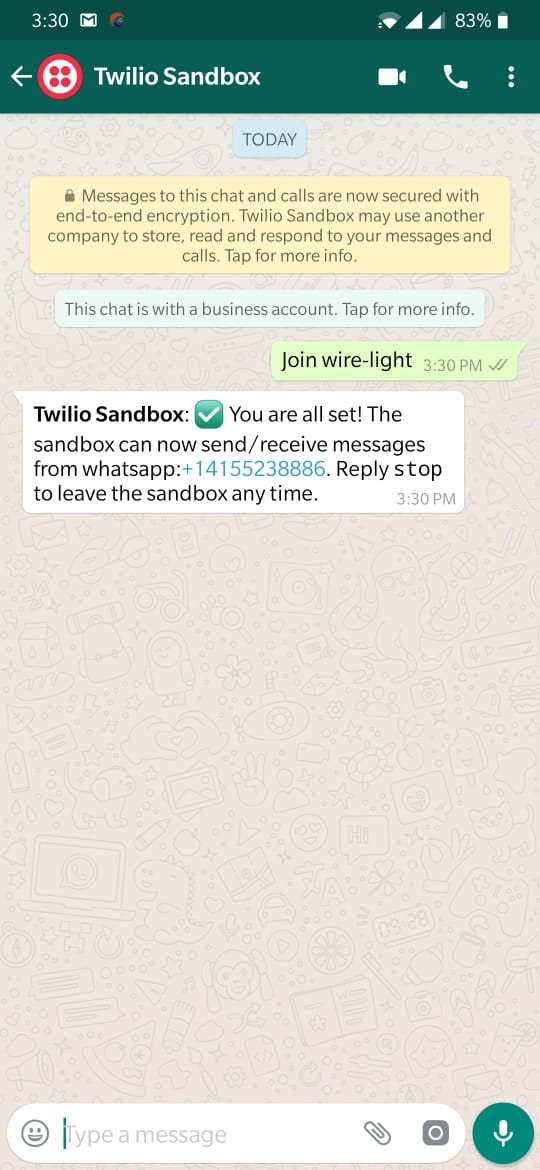 3:30 83%
Twilio Sandbox
TODAY
Messages to this chat and calls are now secured with
end-to-end encryption. Twilio Sandbox may use another
company to store, read and respond to your messages and
calls. Tap for more info.
This chat is with a business account. Tap for more info.
Join wire-light 3:30 PM
Twilio Sandbox: ✅ You are all set! The
sandbox can now send/receive messages
from whatsapp:+14155238886. Reply stop
to leave the sandbox any time. 3:30 PM
Hi
09:28
Type a message